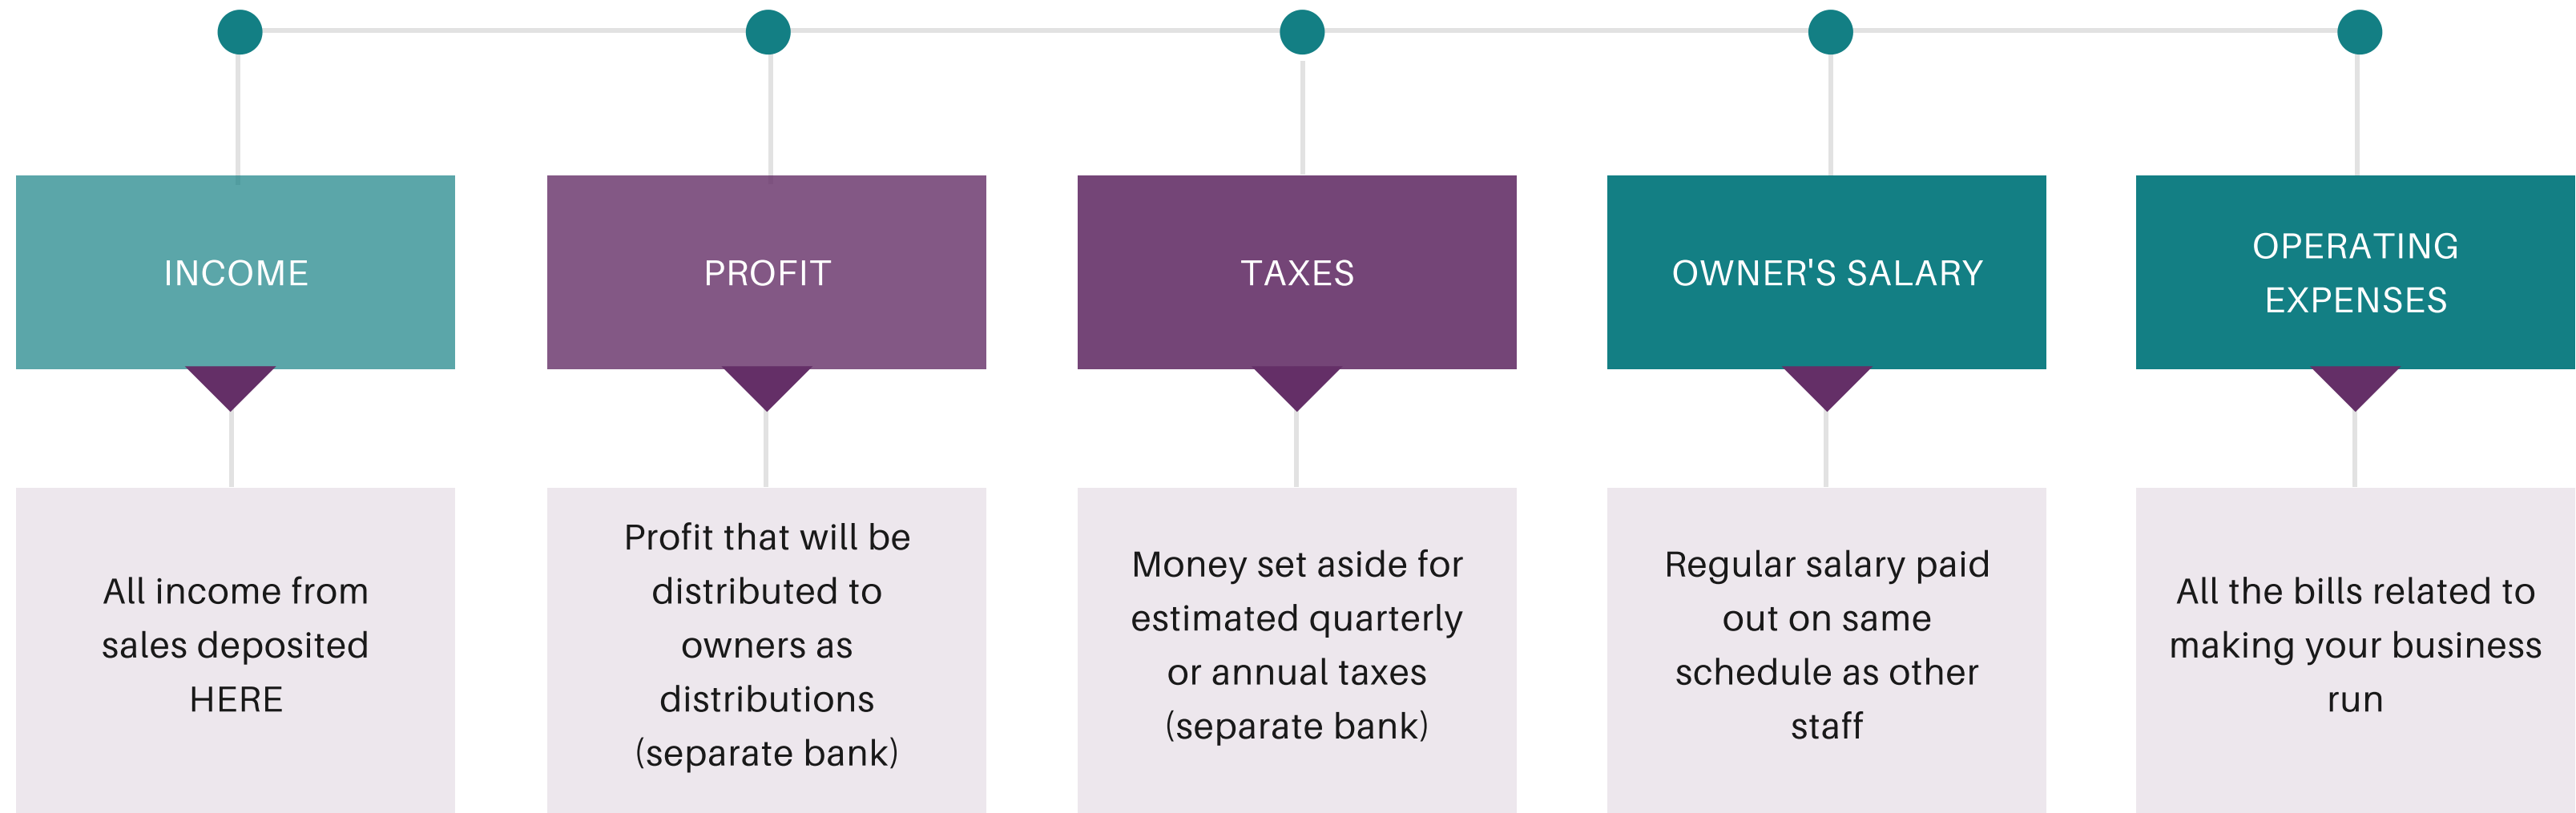 INCOME
PROFIT
TAXES
OWNER'S SALARY
OPERATING
EXPENSES
All income from
sales deposited
HERE
Profit that will be
distributed to
owners as
distributions
(separate bank)
Money set aside for
estimated quarterly
or annual taxes
(separate bank)
Regular salary paid
out on same
schedule as other
staff
All the bills related to
making your business
run